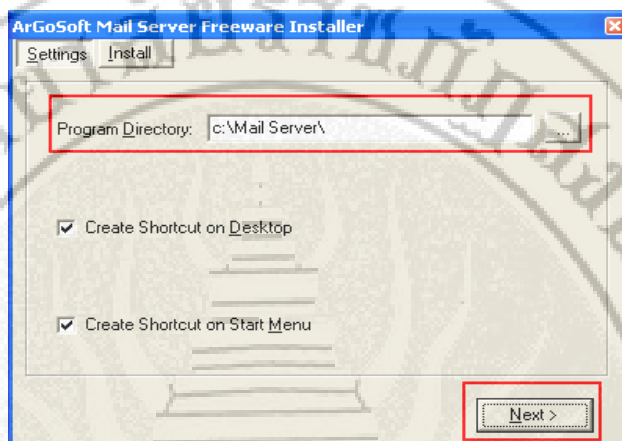 ArGoSoft Mail Server Freeware Installer
Settings Install
Program Directory: c:\Mail Server\ ...
Create Shortcut on Desktop
Create Shortcut on Start Menu
Next >